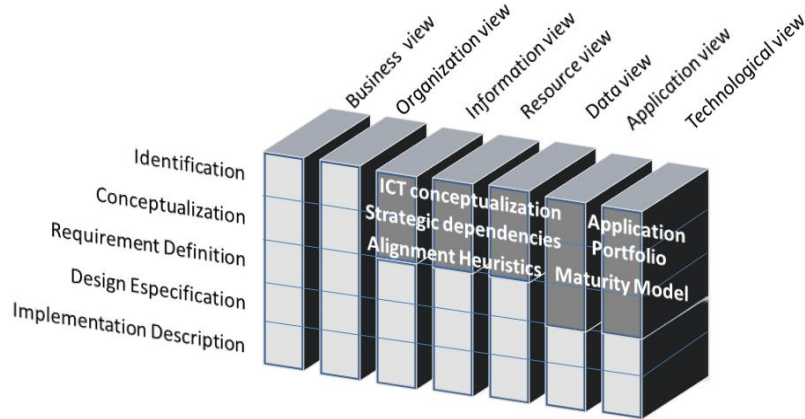 Business view
Organization view
Information view
Resource view
Data view
Application view
Technological view
Identification
Conceptualization
Requirement Definition
Design Especification
Implementation Description
ICT conceptualization
Strategic dependencies
Alignment Heuristics
Application
Portfolio
Maturity Model